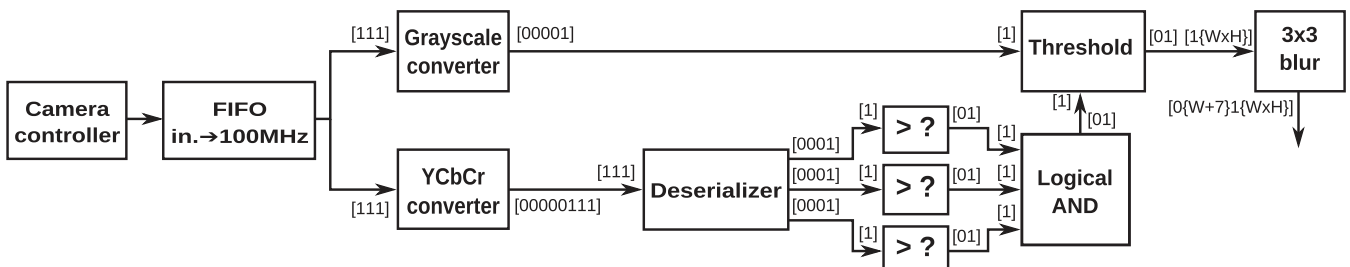 Camera
controller
FIFO
in.→100MHz
[111]
Grayscale
converter
[00001]
[1]
Threshold
[01]
[1{WxH}]
3x3
blur
[0{W+7}1{WxH}]
[111]
YCbCr
converter
[00000111]
[111]
Deserializer
[0001]
[0001]
[0001]
[1]
> ?
[01]
[1]
[1]
> ?
[01]
[1]
[1]
> ?
[01]
[1]
Logical
AND
[1]
[01]